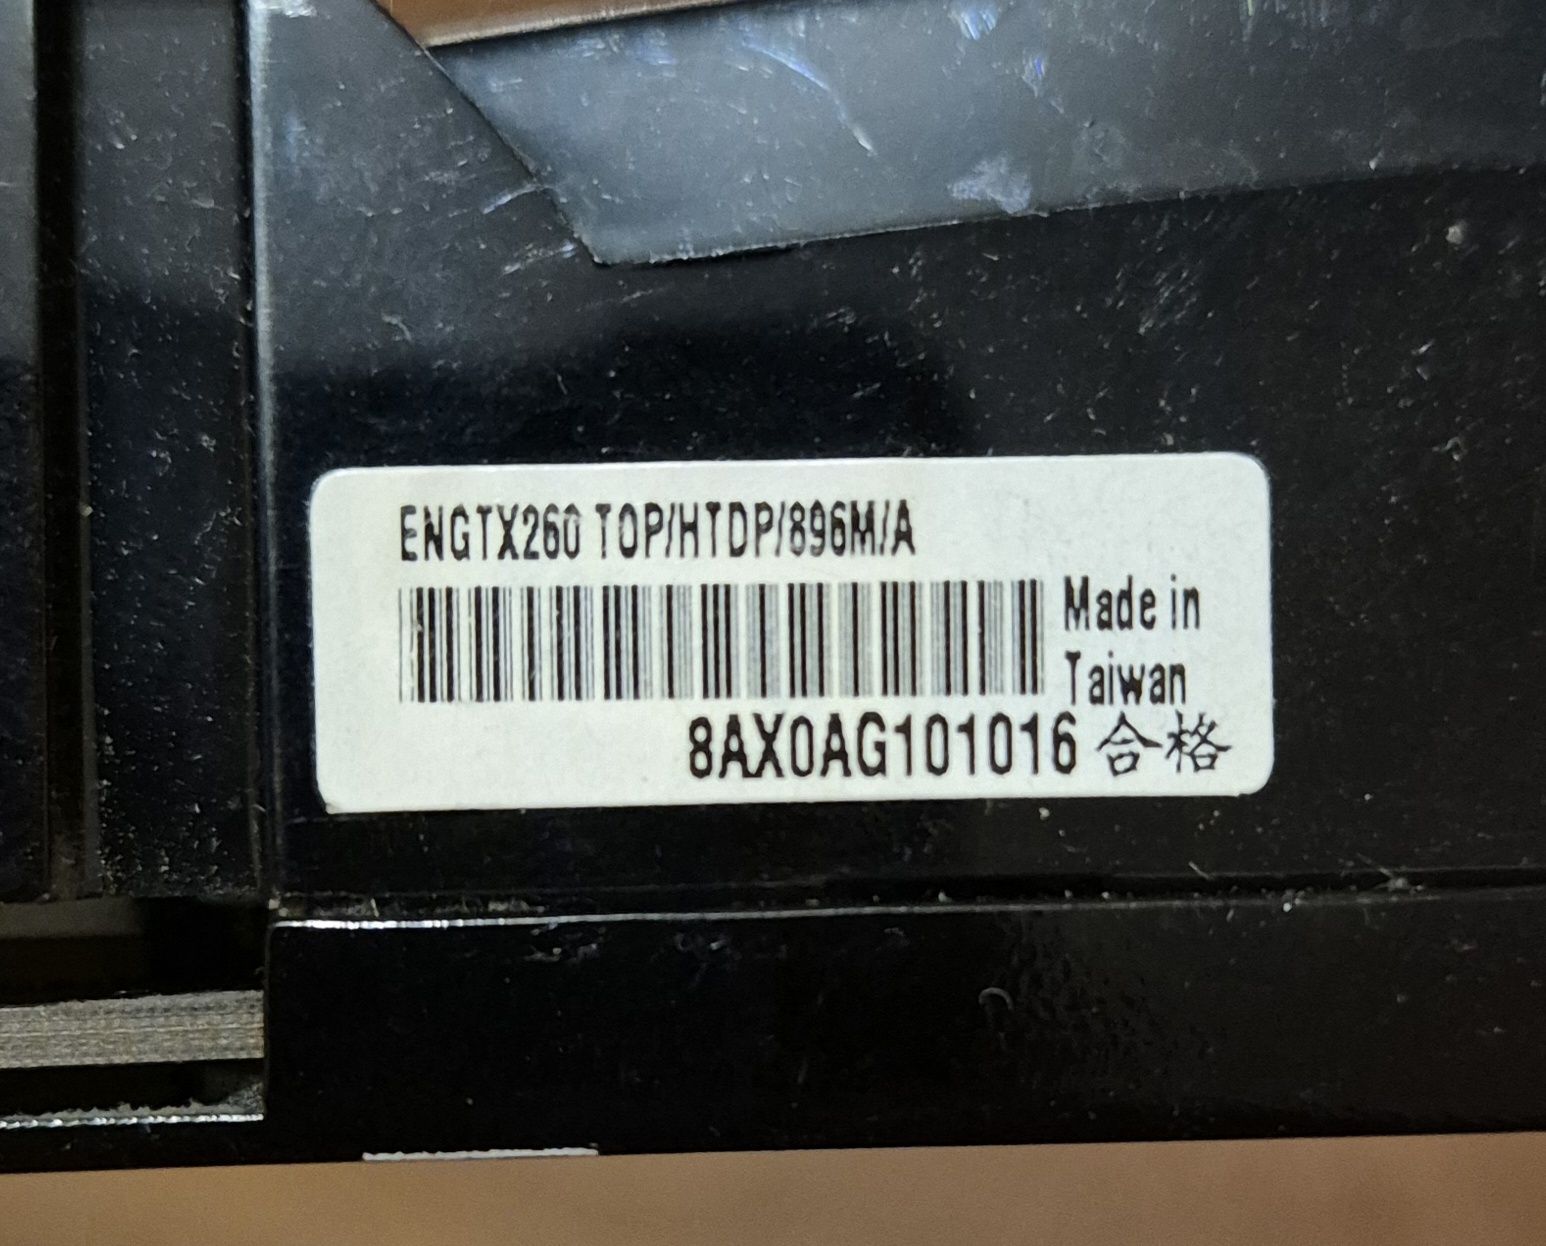 ENGTX260 TOP/HTDP/896M/A
Made in
Taiwan
8AX0AG101016 合格